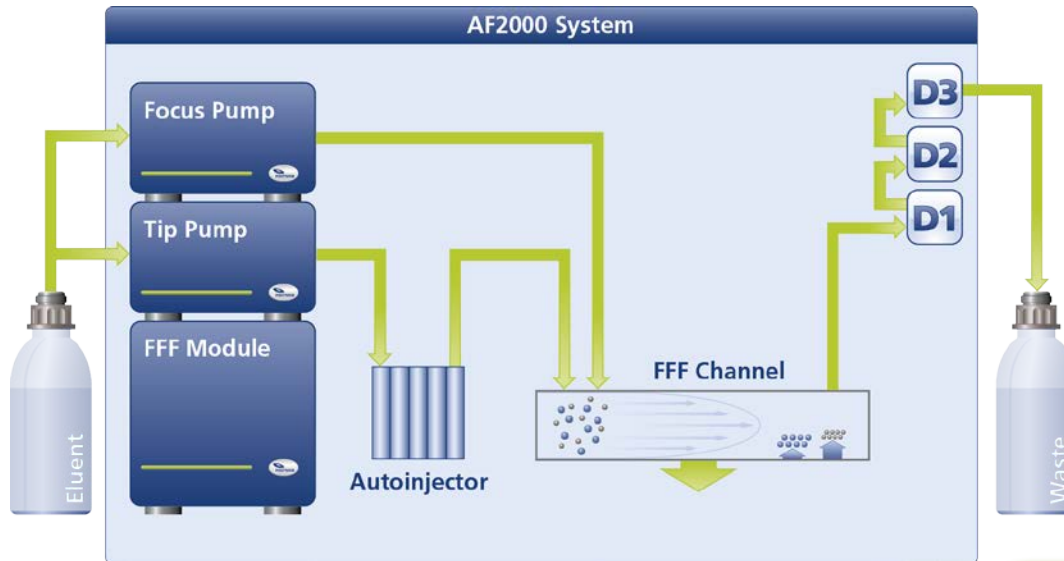 AF2000 System
Focus Pump
Tip Pump
FFF Module
Eluent
Autoinjector
FFF Channel
D3
D2
D1
Waste